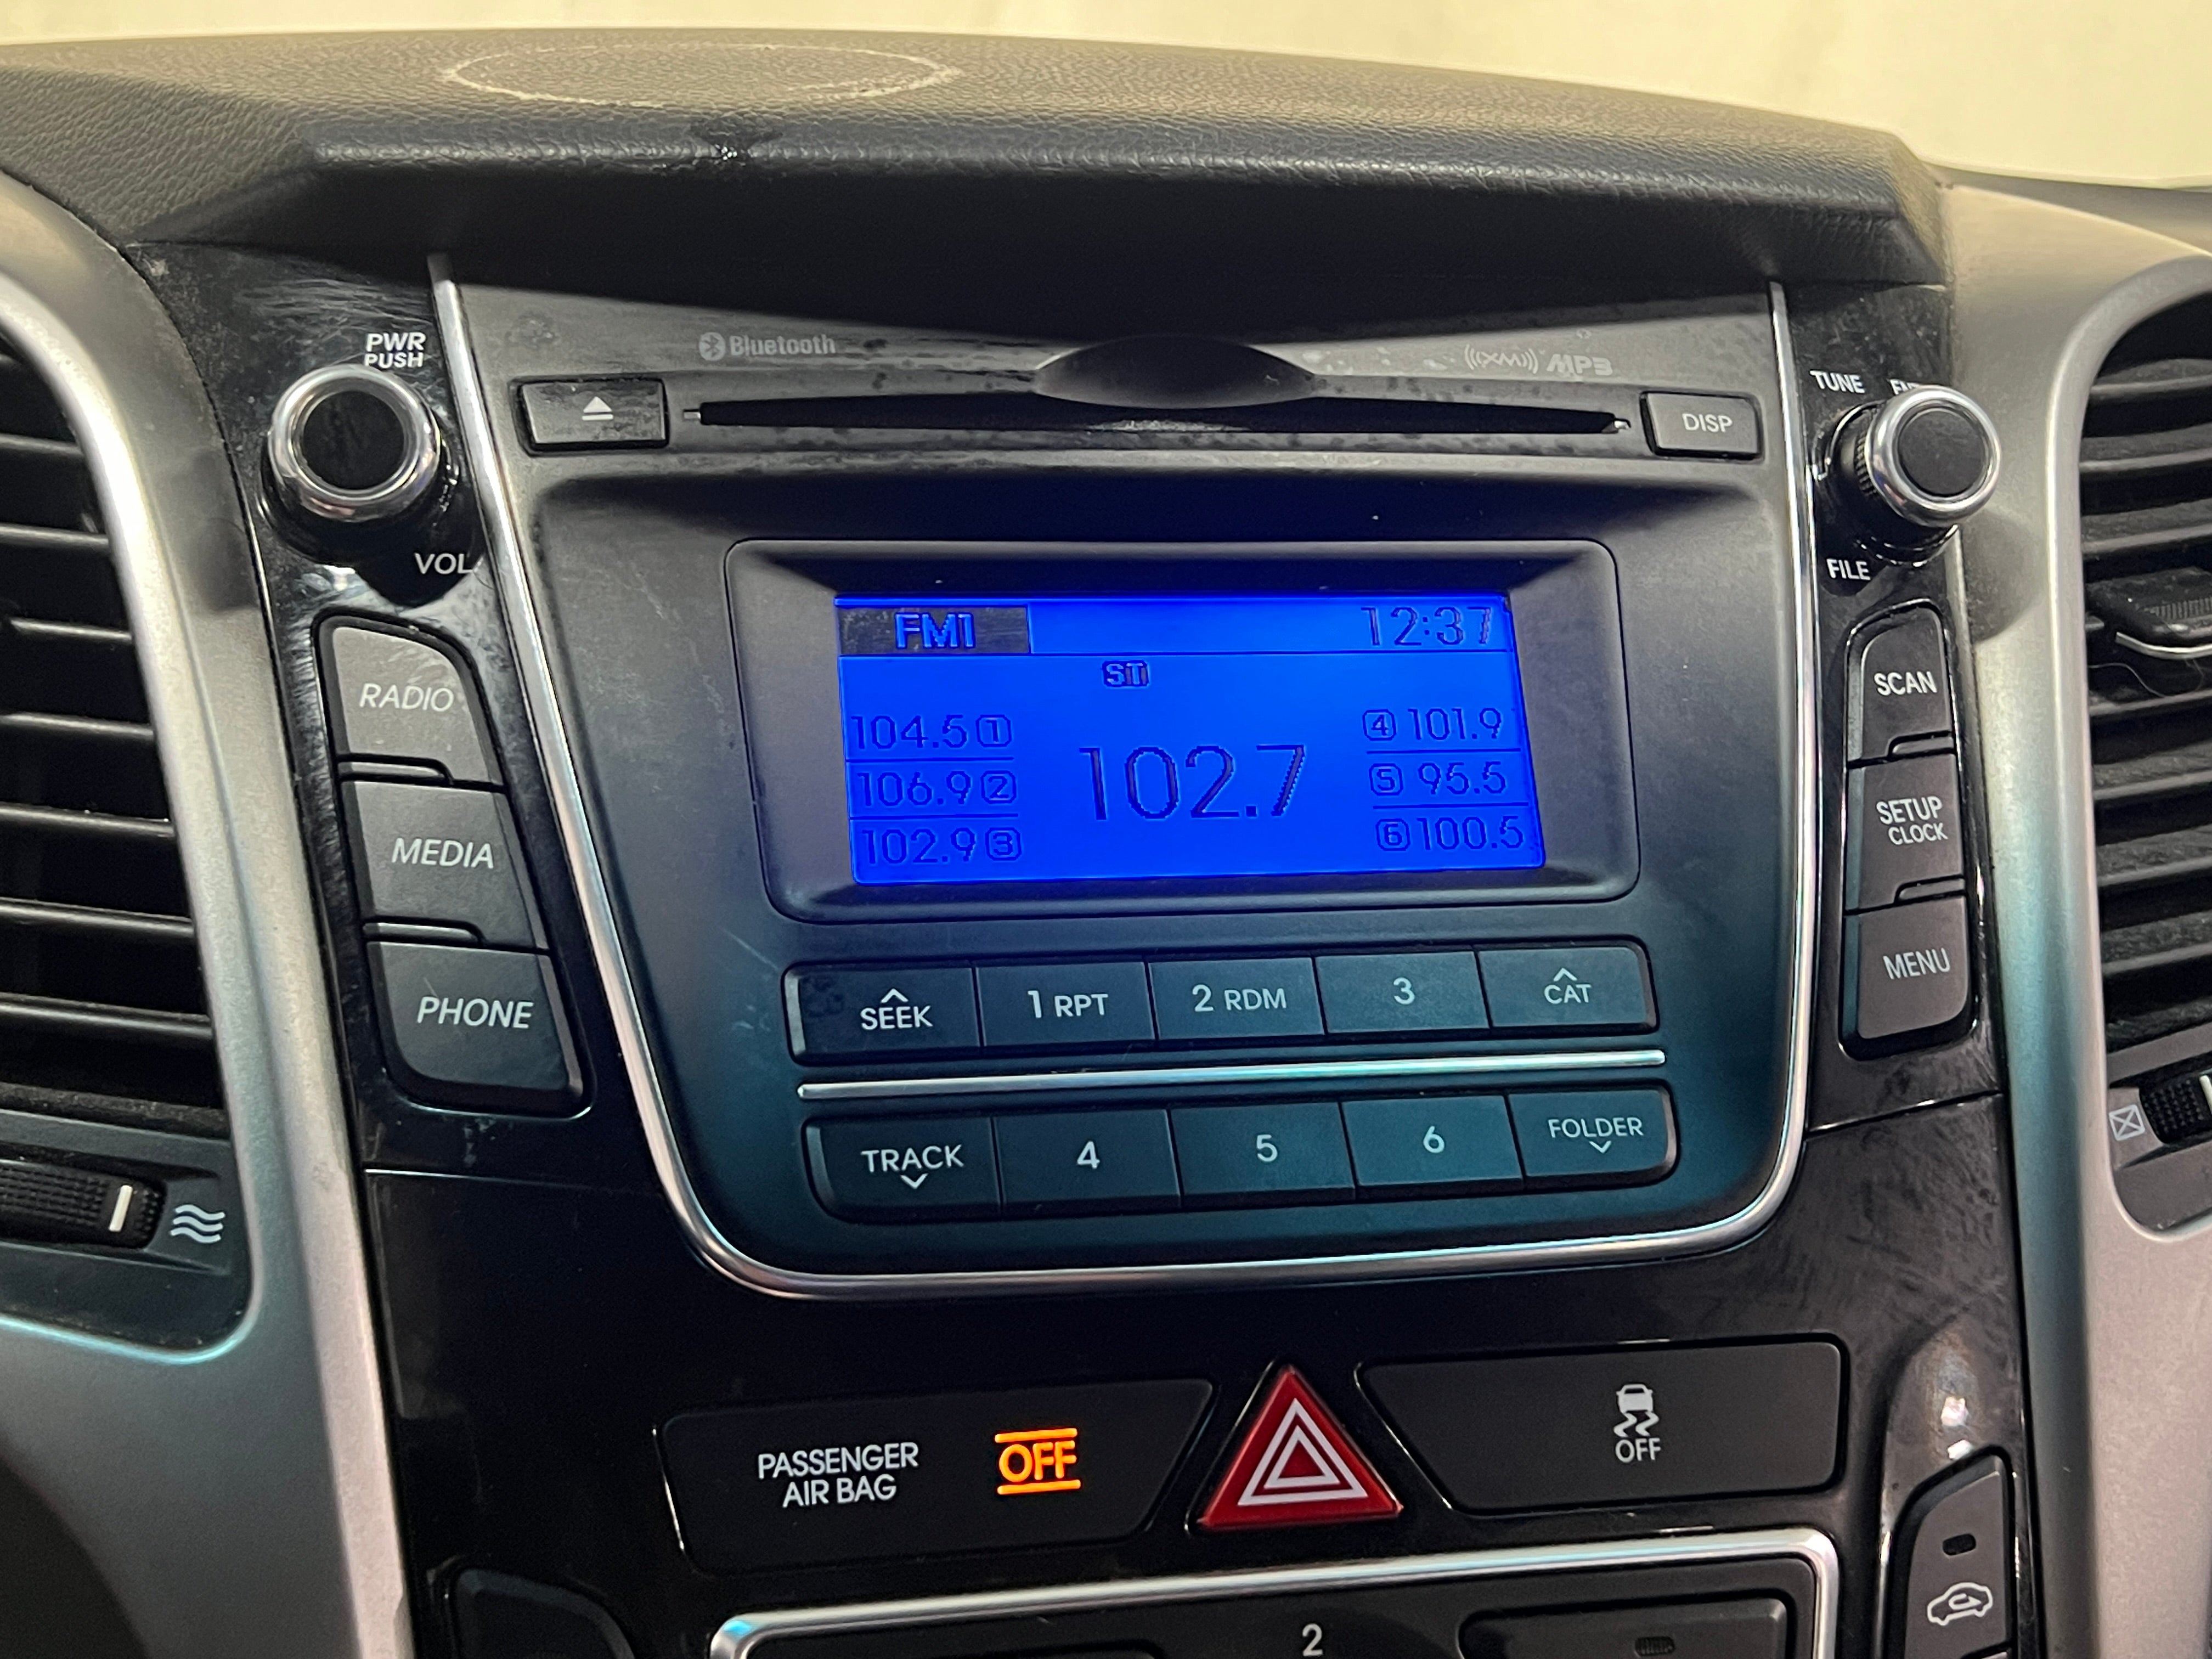 PWR
PUSH
Bluetooth
((XM)) MP3
TUNE
DISP
VOL
FILE
FM1 12:37
ST
104.5 1 4 101.9
106.9 2 102.7 5 95.5
102.9 3 6 100.5
RADIO
MEDIA
PHONE
SCAN
SETUP
CLOCK
MENU
SEEK 1 RPT 2 RDM 3 CAT
TRACK 4 5 6 FOLDER
PASSENGER
AIR BAG
OFF
OFF
2